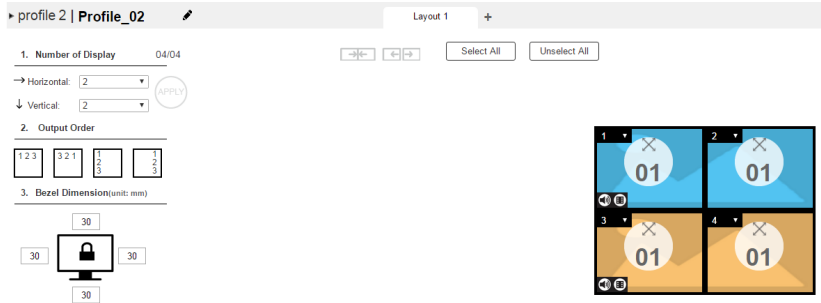 profile 2 | Profile_02
Layout 1 +
1. Number of Display 04/04
Select All Unselect All
Horizontal: 2
APPLY
Vertical: 2
2. Output Order
1 2 3
3 2 1
1
2
3
1
2
3
3. Bezel Dimension(unit: mm)
30
30 30
30
1 2
01 01
3 4
01 01